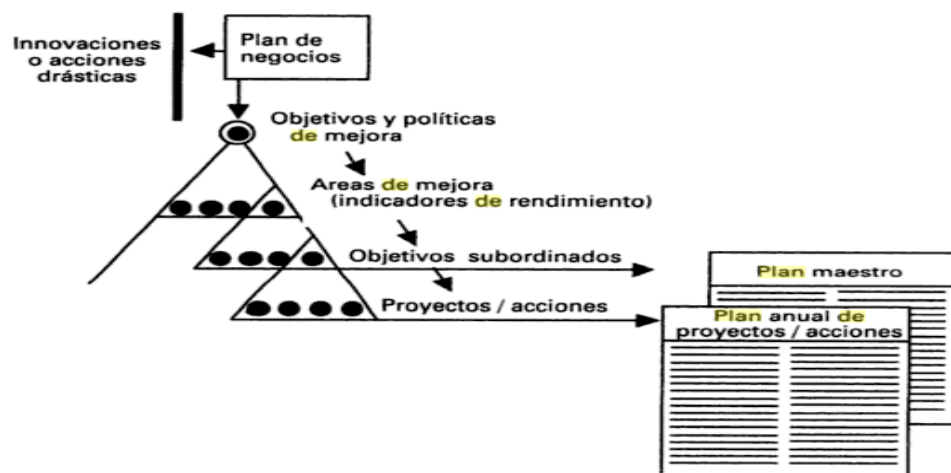 Innovaciones
o acciones
drásticas
Plan de
negocios
Objetivos y políticas
de mejora
Areas de mejora
(indicadores de rendimiento)
Objetivos subordinados
Proyectos / acciones
Plan maestro
Plan anual de
proyectos / acciones